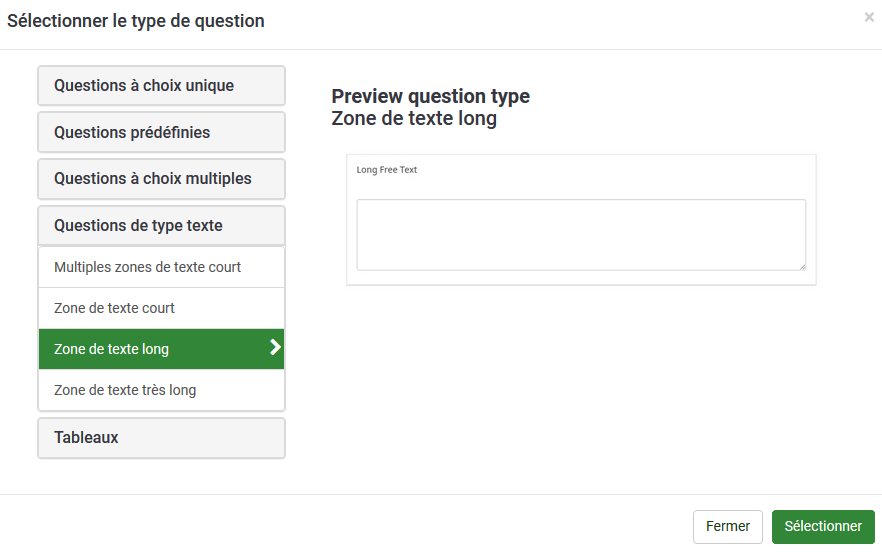 Sélectionner le type de question
×
Questions à choix unique
Questions prédéfinies
Questions à choix multiples
Questions de type texte
Multiples zones de texte court
Zone de texte court
Zone de texte long
Zone de texte très long
Tableaux
Preview question type
Zone de texte long
Long Free Text
Fermer
Sélectionner